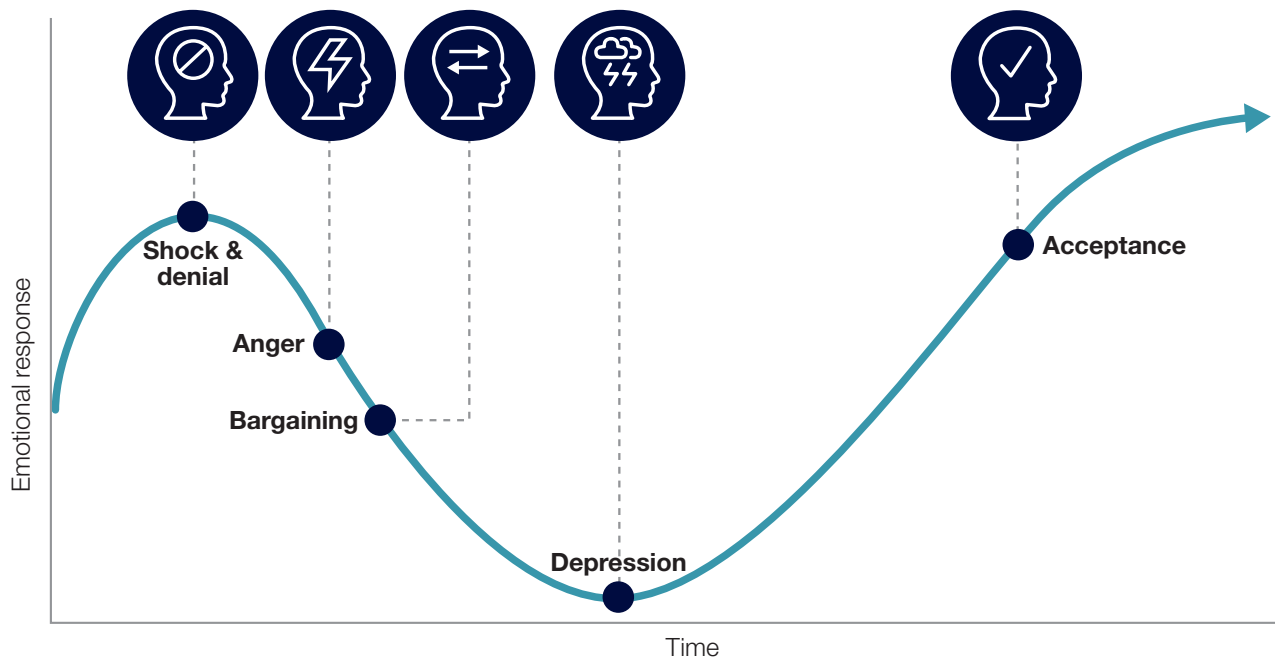 Shock &
denial
Anger
Bargaining
Depression
Acceptance
Emotional response
Time